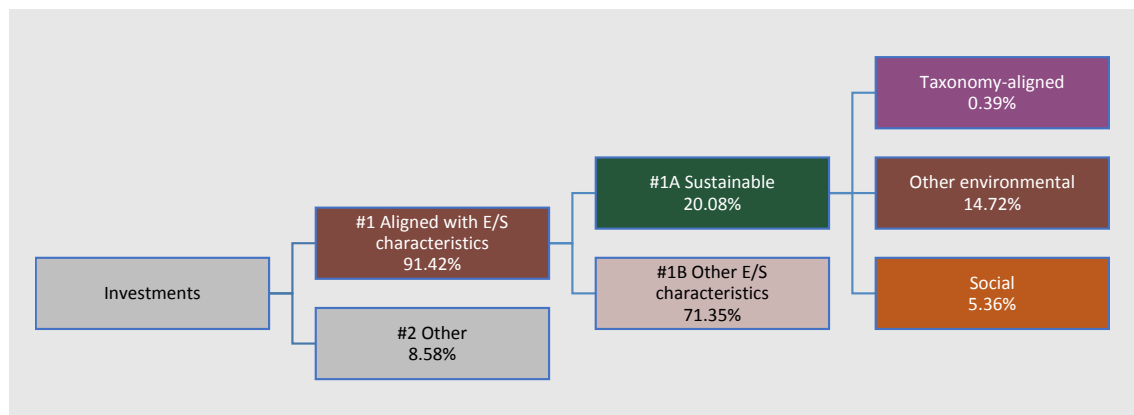 Investments
#1 Aligned with E/S
characteristics
91.42%
#2 Other
8.58%
#1A Sustainable
20.08%
#1B Other E/S
characteristics
71.35%
Taxonomy-aligned
0.39%
Other environmental
14.72%
Social
5.36%